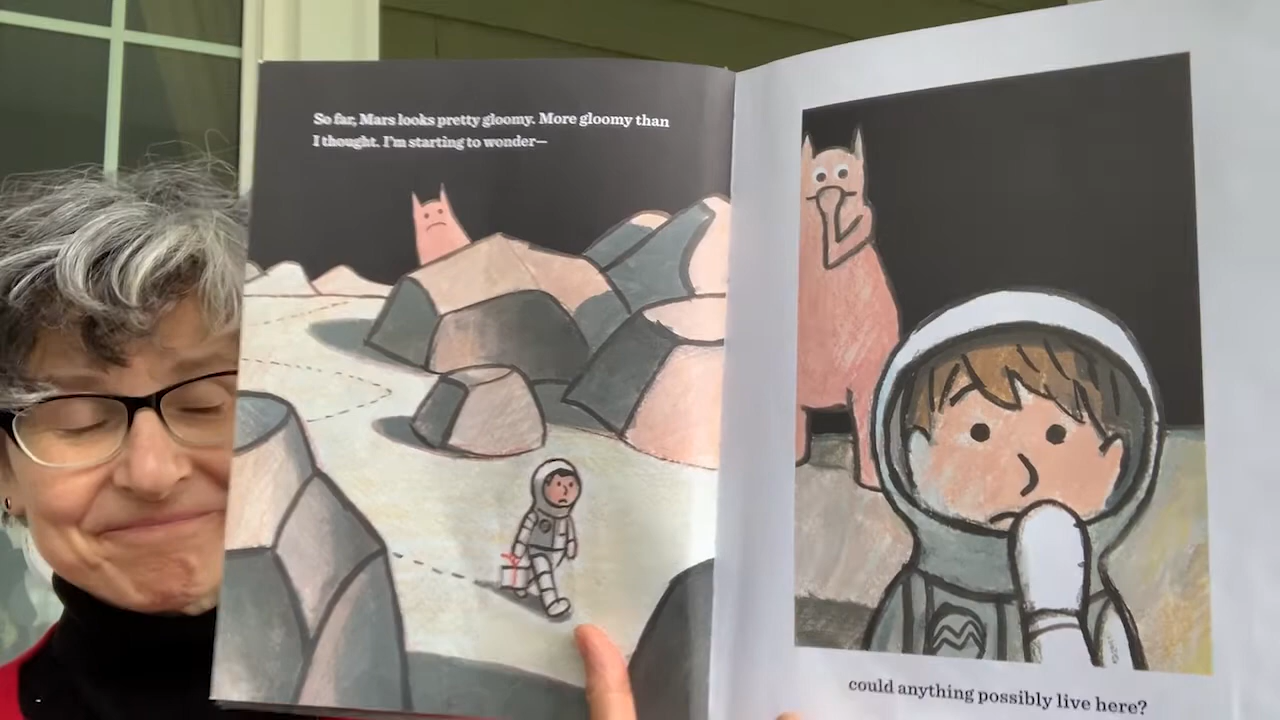 So far, Mars looks pretty gloomy. More gloomy than
I thought. I'm starting to wonder—
could anything possibly live here?